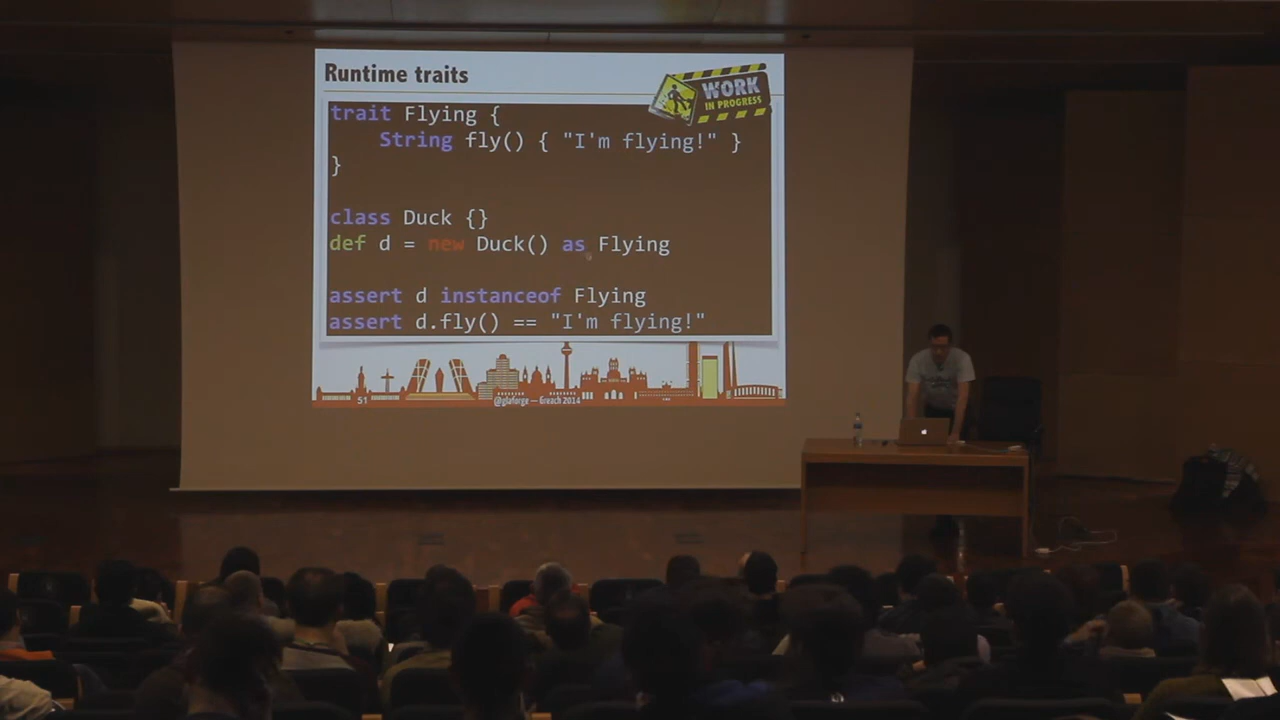 Runtime traits
WORK
IN PROGRESS
trait Flying {
    String fly() { "I'm flying!" }
}
class Duck {}
def d = new Duck() as Flying
assert d instanceof Flying
assert d.fly() == "I'm flying!"
51
@glaforge — Greach 2014